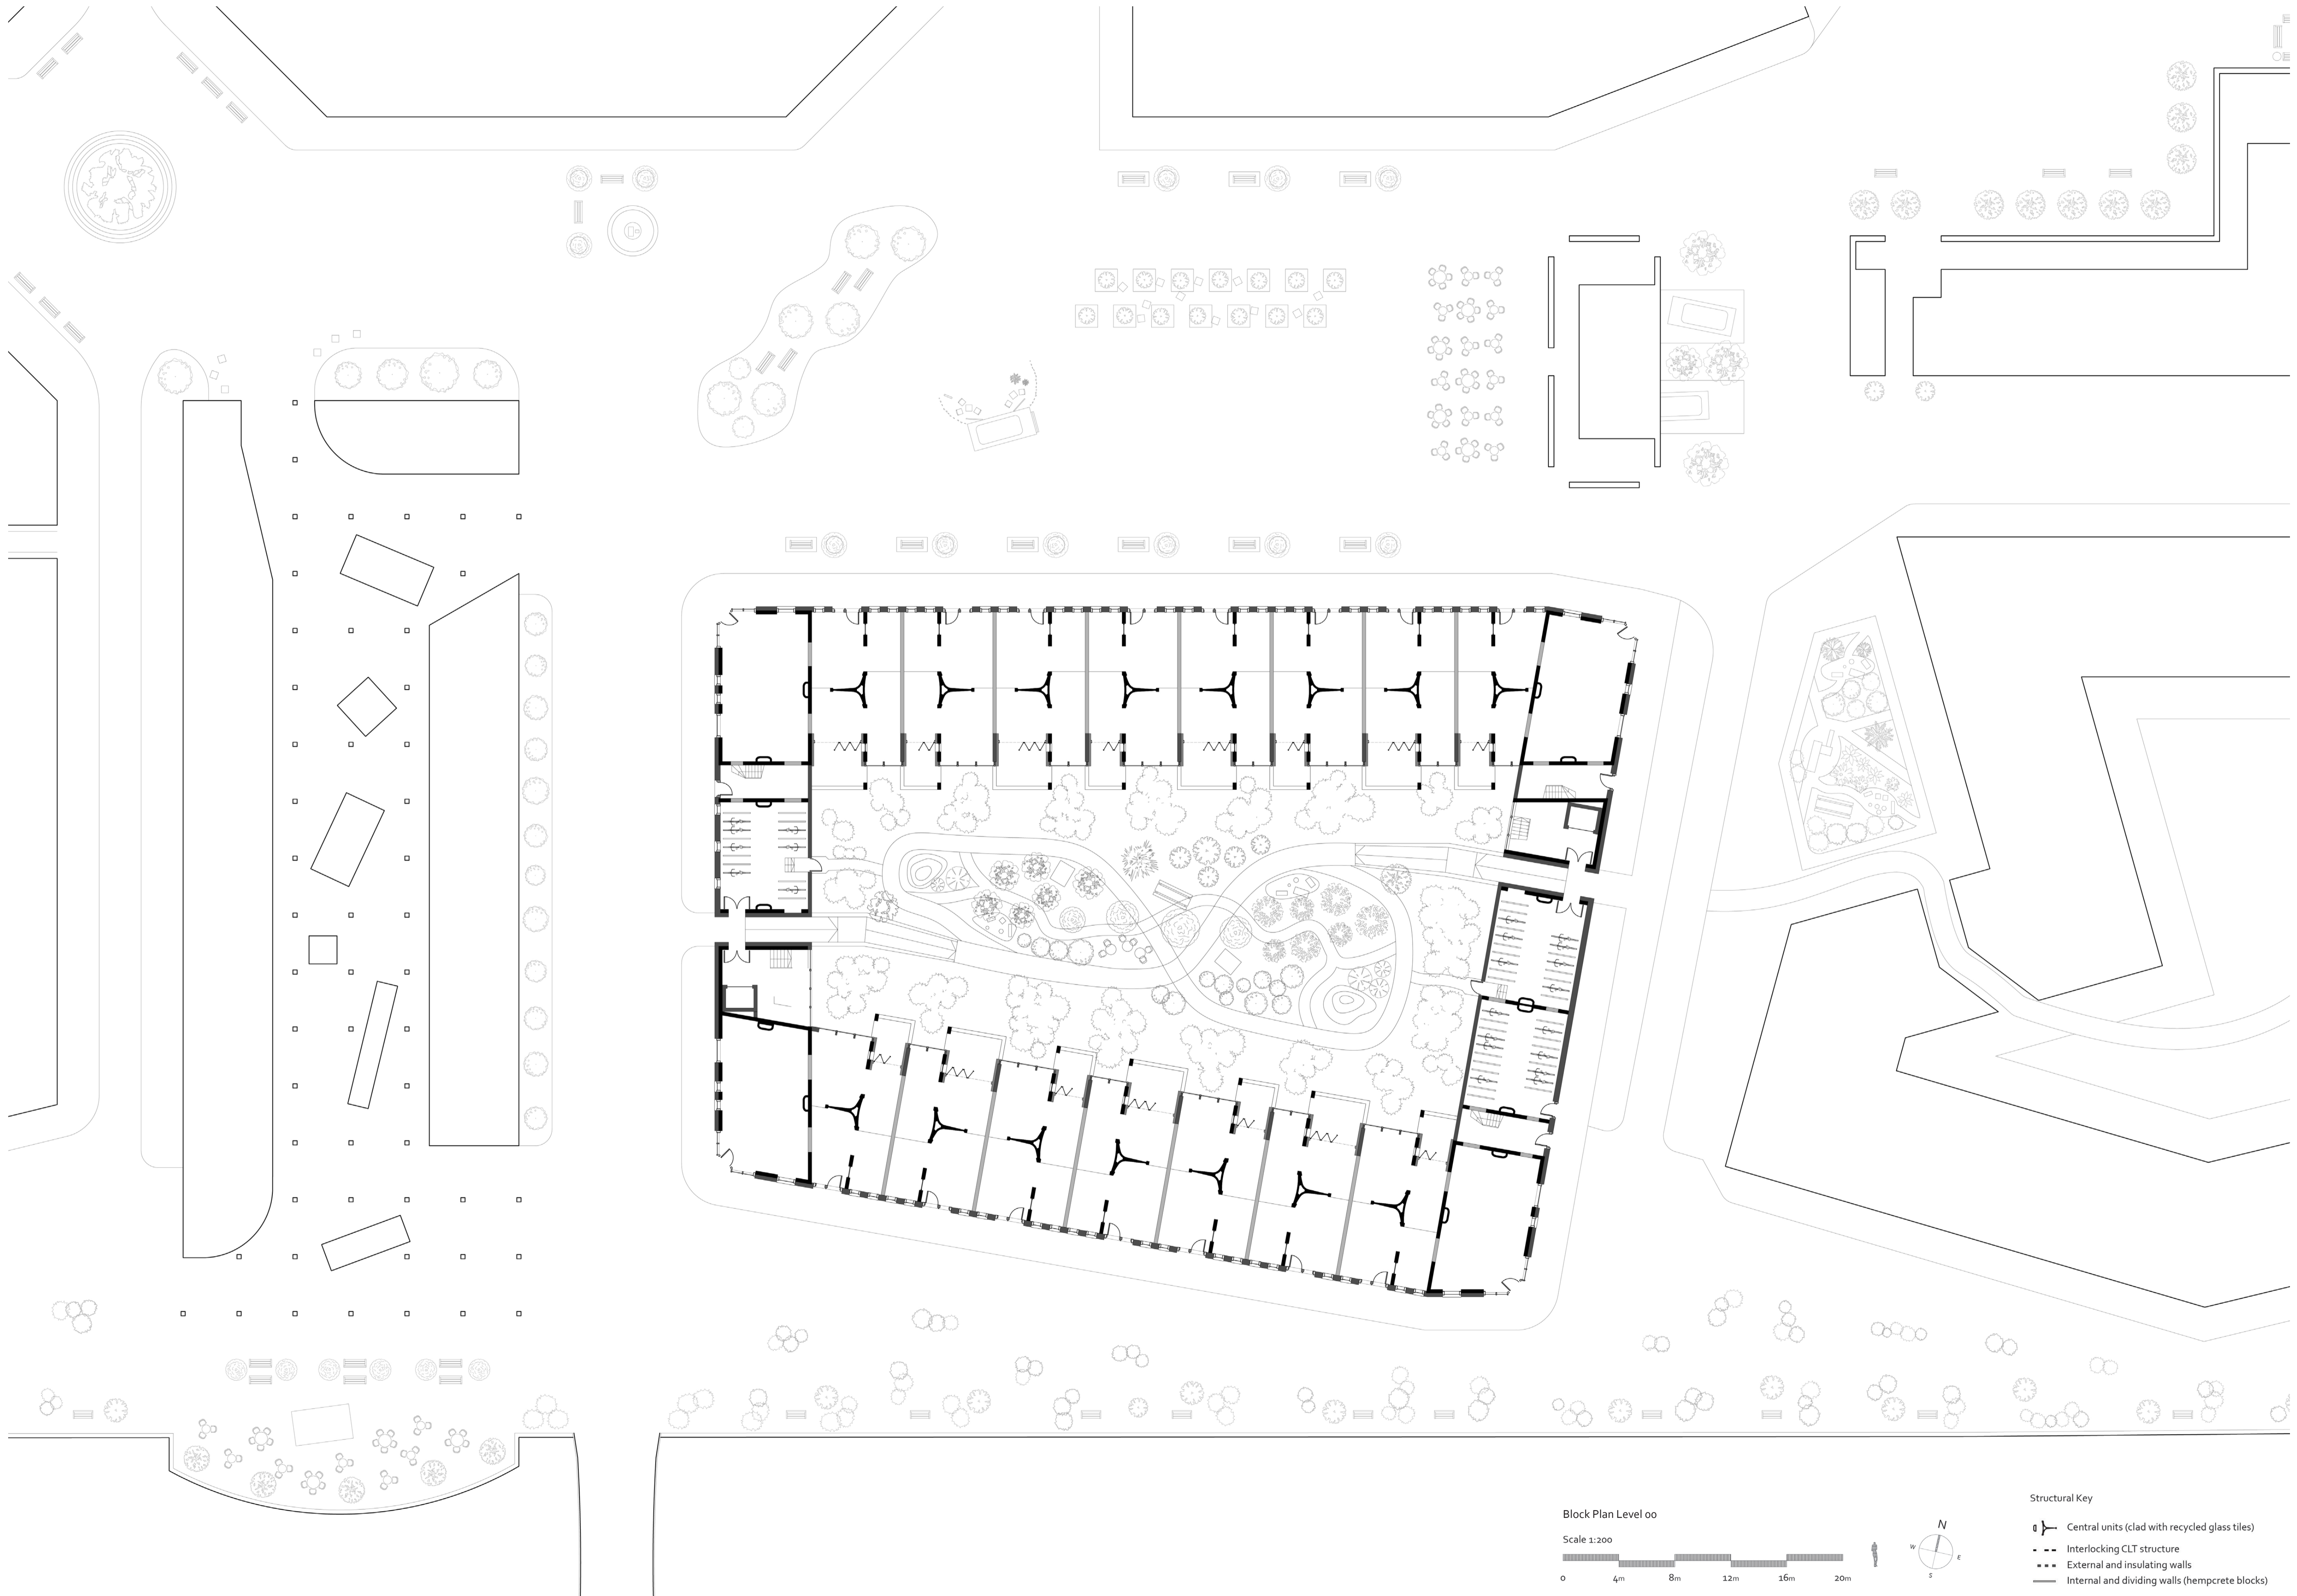 Block Plan Level 00
Scale 1:200
0 4m 8m 12m 16m 20m
N
W
E
S
Structural Key
Central units (clad with recycled glass tiles)
Interlocking CLT structure
External and insulating walls
Internal and dividing walls (hempcrete blocks)